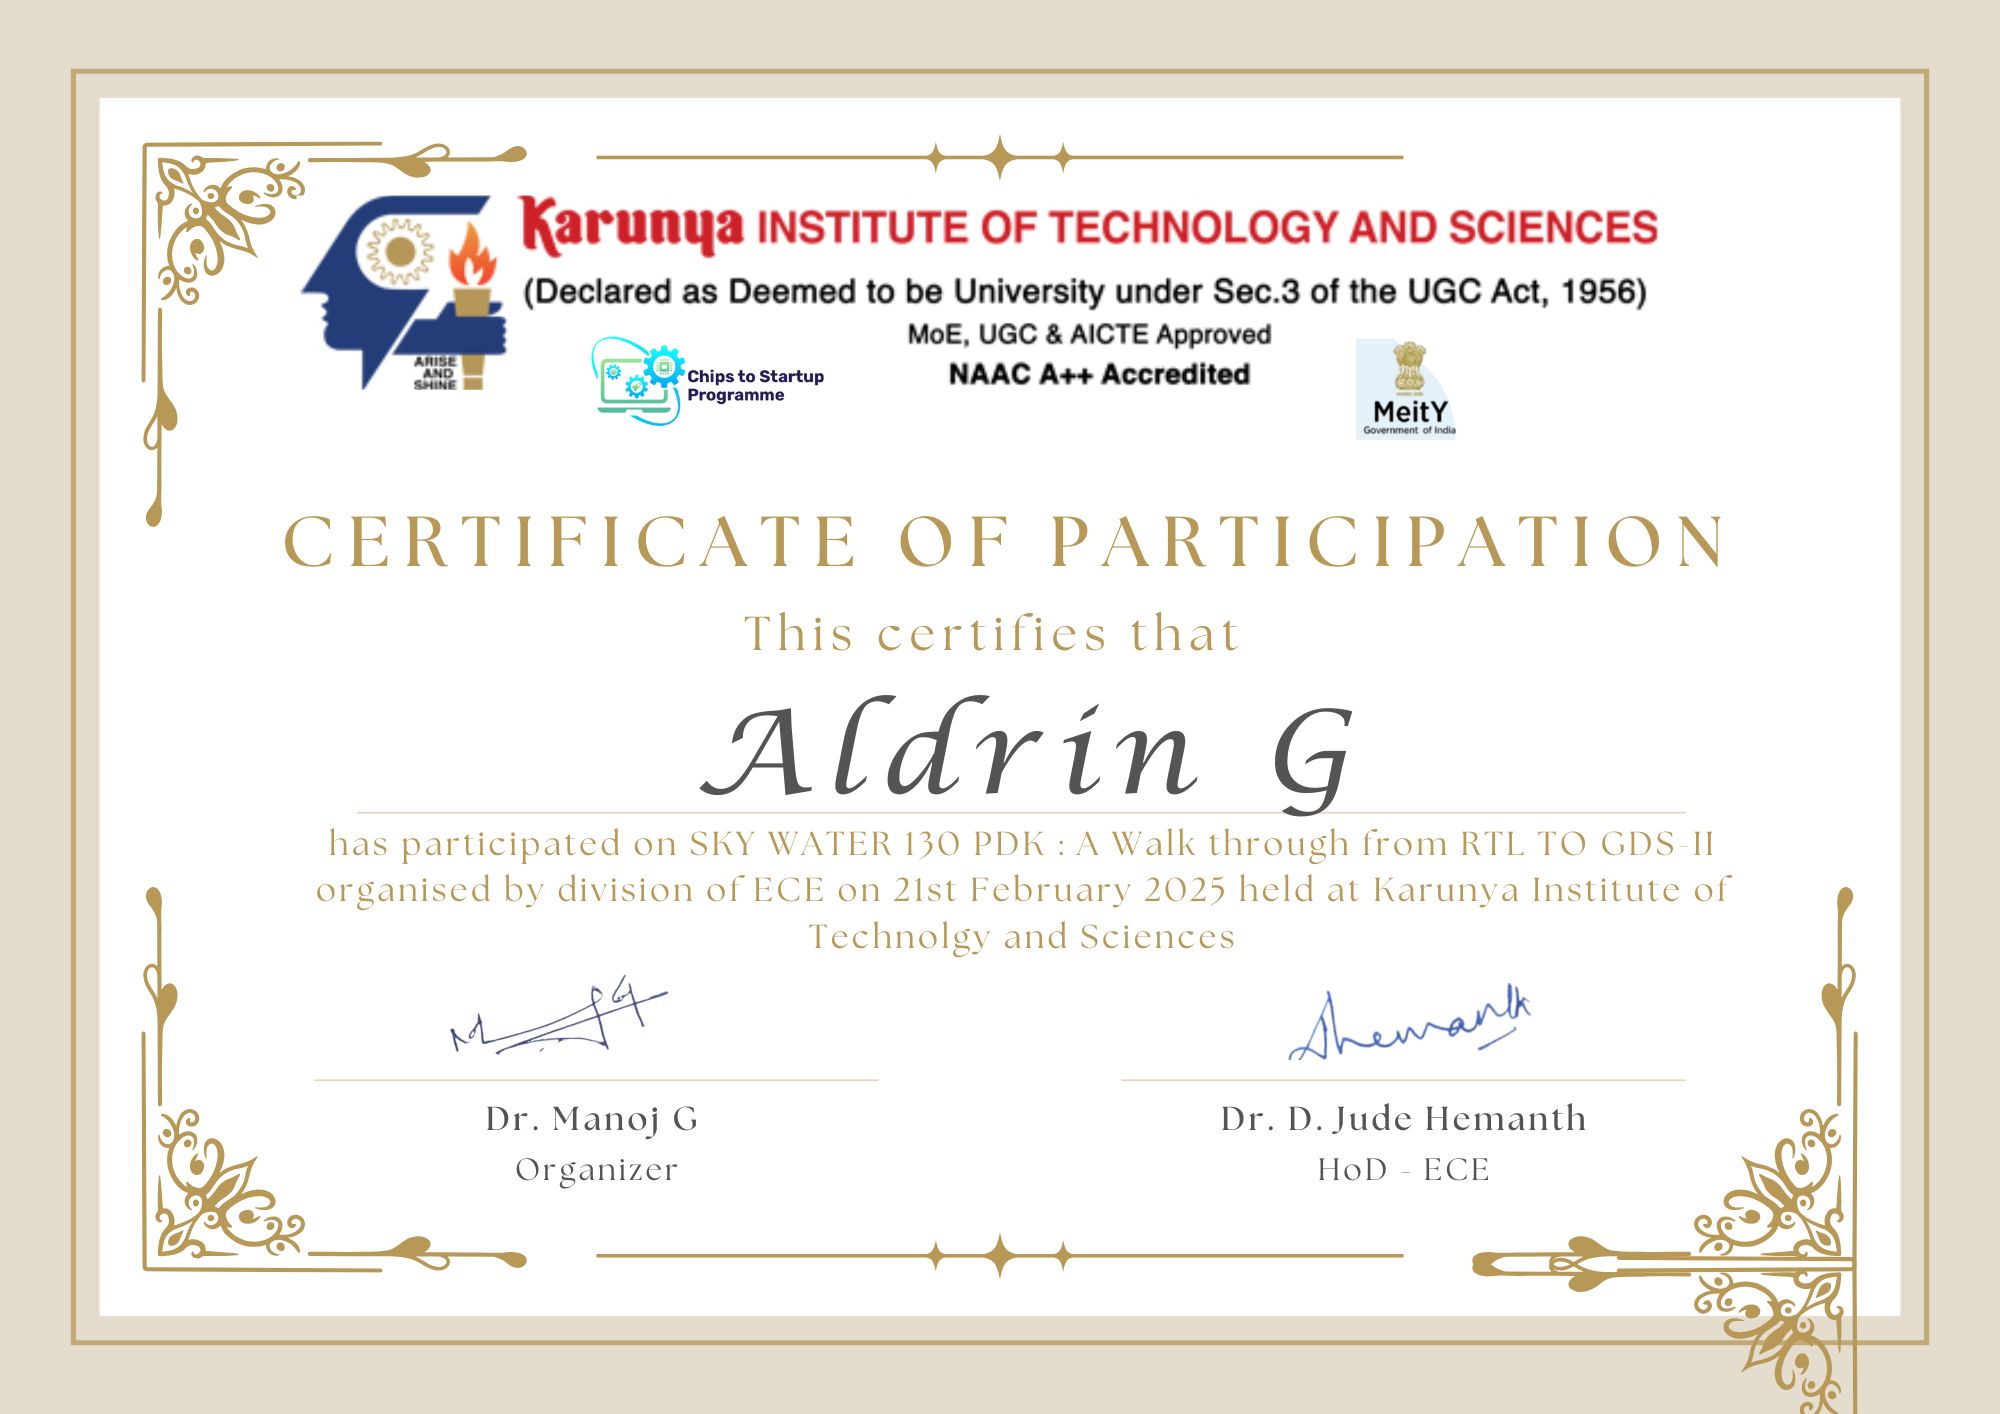 Karunya INSTITUTE OF TECHNOLOGY AND SCIENCES
(Declared as Deemed to be University under Sec.3 of the UGC Act, 1956)
MoE, UGC & AICTE Approved
NAAC A++ Accredited
ARISE
AND
SHINE
Chips to Startup
Programme
MeitY
Government of India
CERTIFICATE OF PARTICIPATION
This certifies that
Aldrin G
has participated on SKY WATER 130 PDK : A Walk through from RTL TO GDS-II
organised by division of ECE on 21st February 2025 held at Karunya Institute of
Technolgy and Sciences
Dr. Manoj G
Organizer
Dr. D. Jude Hemanth
HoD - ECE